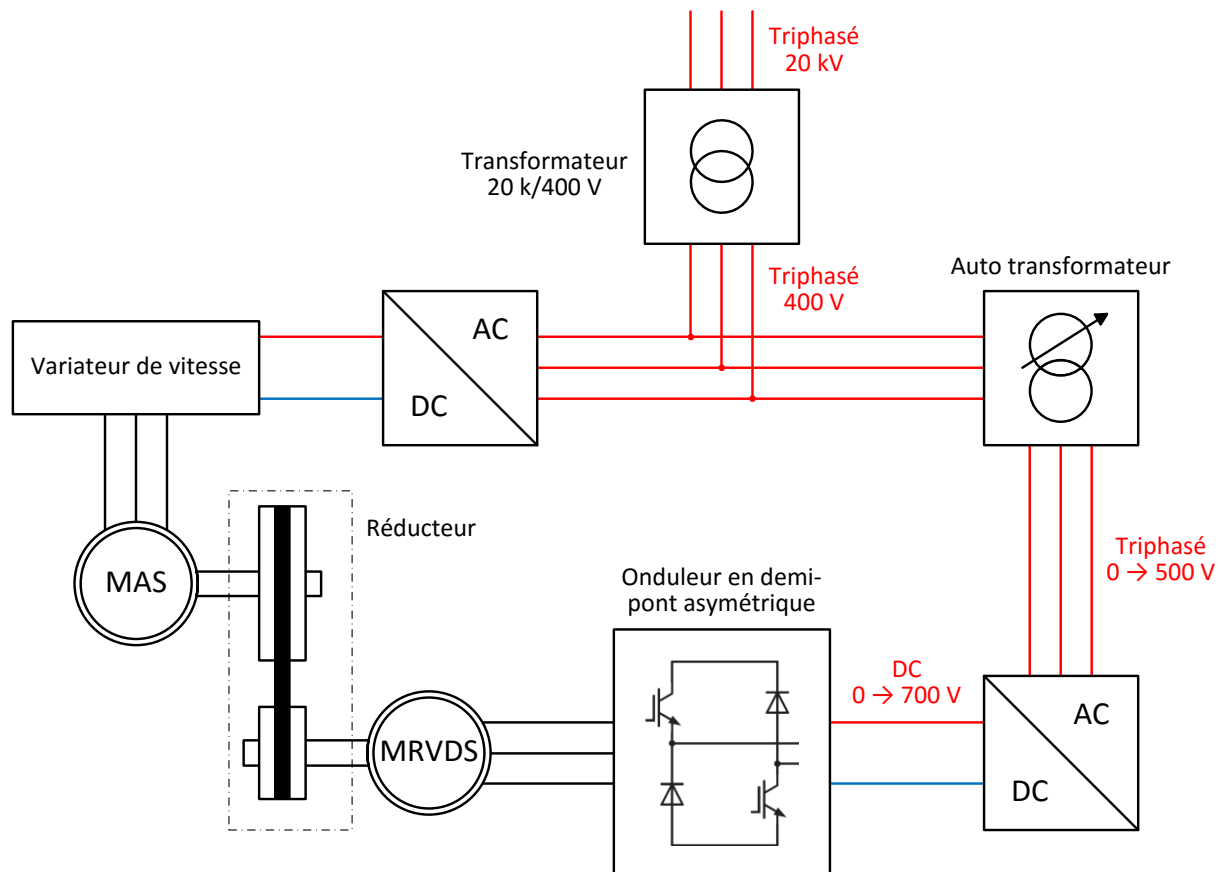 Triphasé
20 kV
Transformateur
20 k/400 V
Triphasé
400 V
Auto transformateur
AC
DC
Variateur de vitesse
MAS
Réducteur
Triphasé
0 → 500 V
Onduleur en demi-
pont asymétrique
DC
0 → 700 V
AC
DC
MRVDS